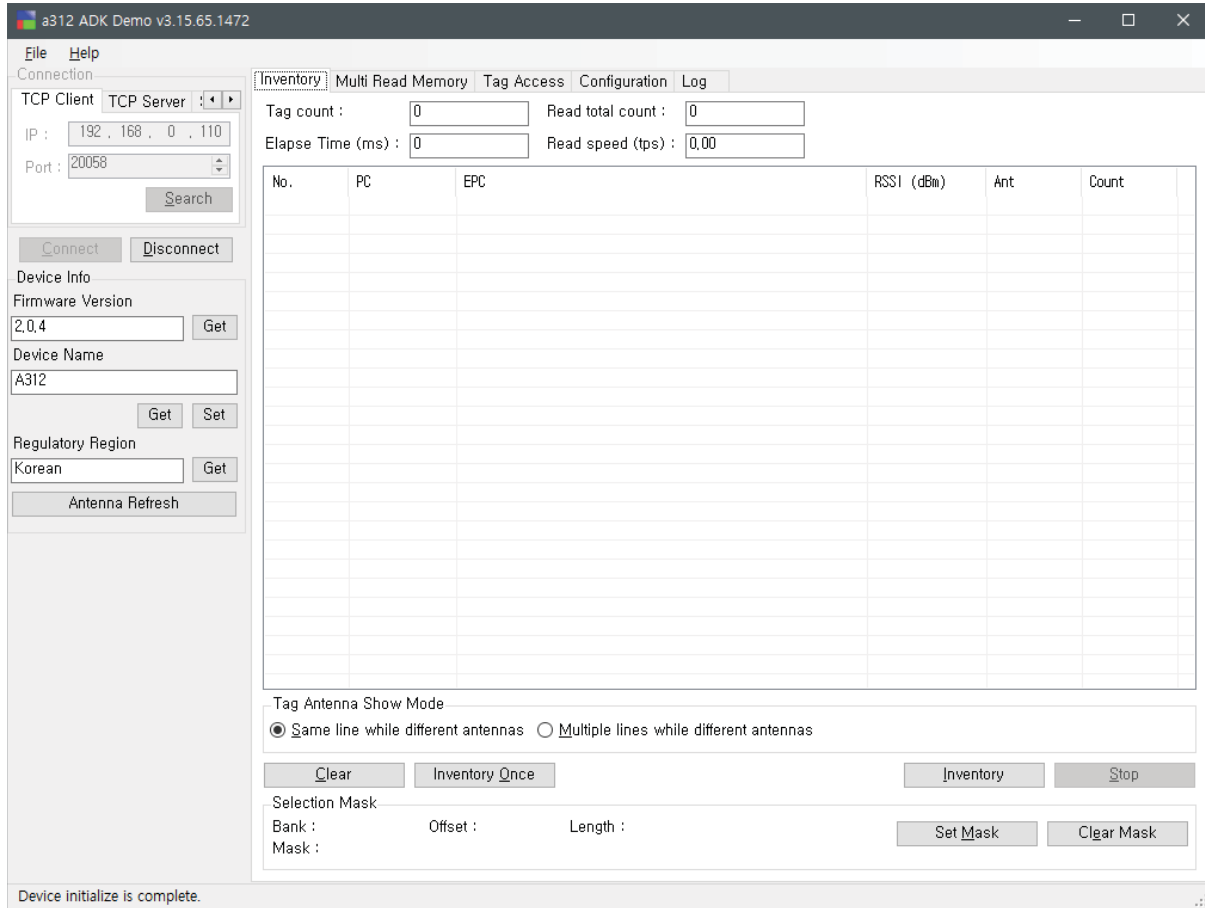 a312 ADK Demo v3.15.65.1472
File Help
Connection
TCP Client TCP Server
IP : 192 . 168 . 0 . 110
Port : 20058
Search
Connect Disconnect
Device Info
Firmware Version
2.0.4 Get
Device Name
A312
Get Set
Regulatory Region
Korean Get
Antenna Refresh
Inventory Multi Read Memory Tag Access Configuration Log
Tag count : 0 Read total count : 0
Elapse Time (ms) : 0 Read speed (tps) : 0.00
No. PC EPC RSSI (dBm) Ant Count
Tag Antenna Show Mode
Same line while different antennas Multiple lines while different antennas
Clear Inventory Once Inventory Stop
Selection Mask
Bank : Offset : Length :
Mask :
Set Mask Clear Mask
Device initialize is complete.